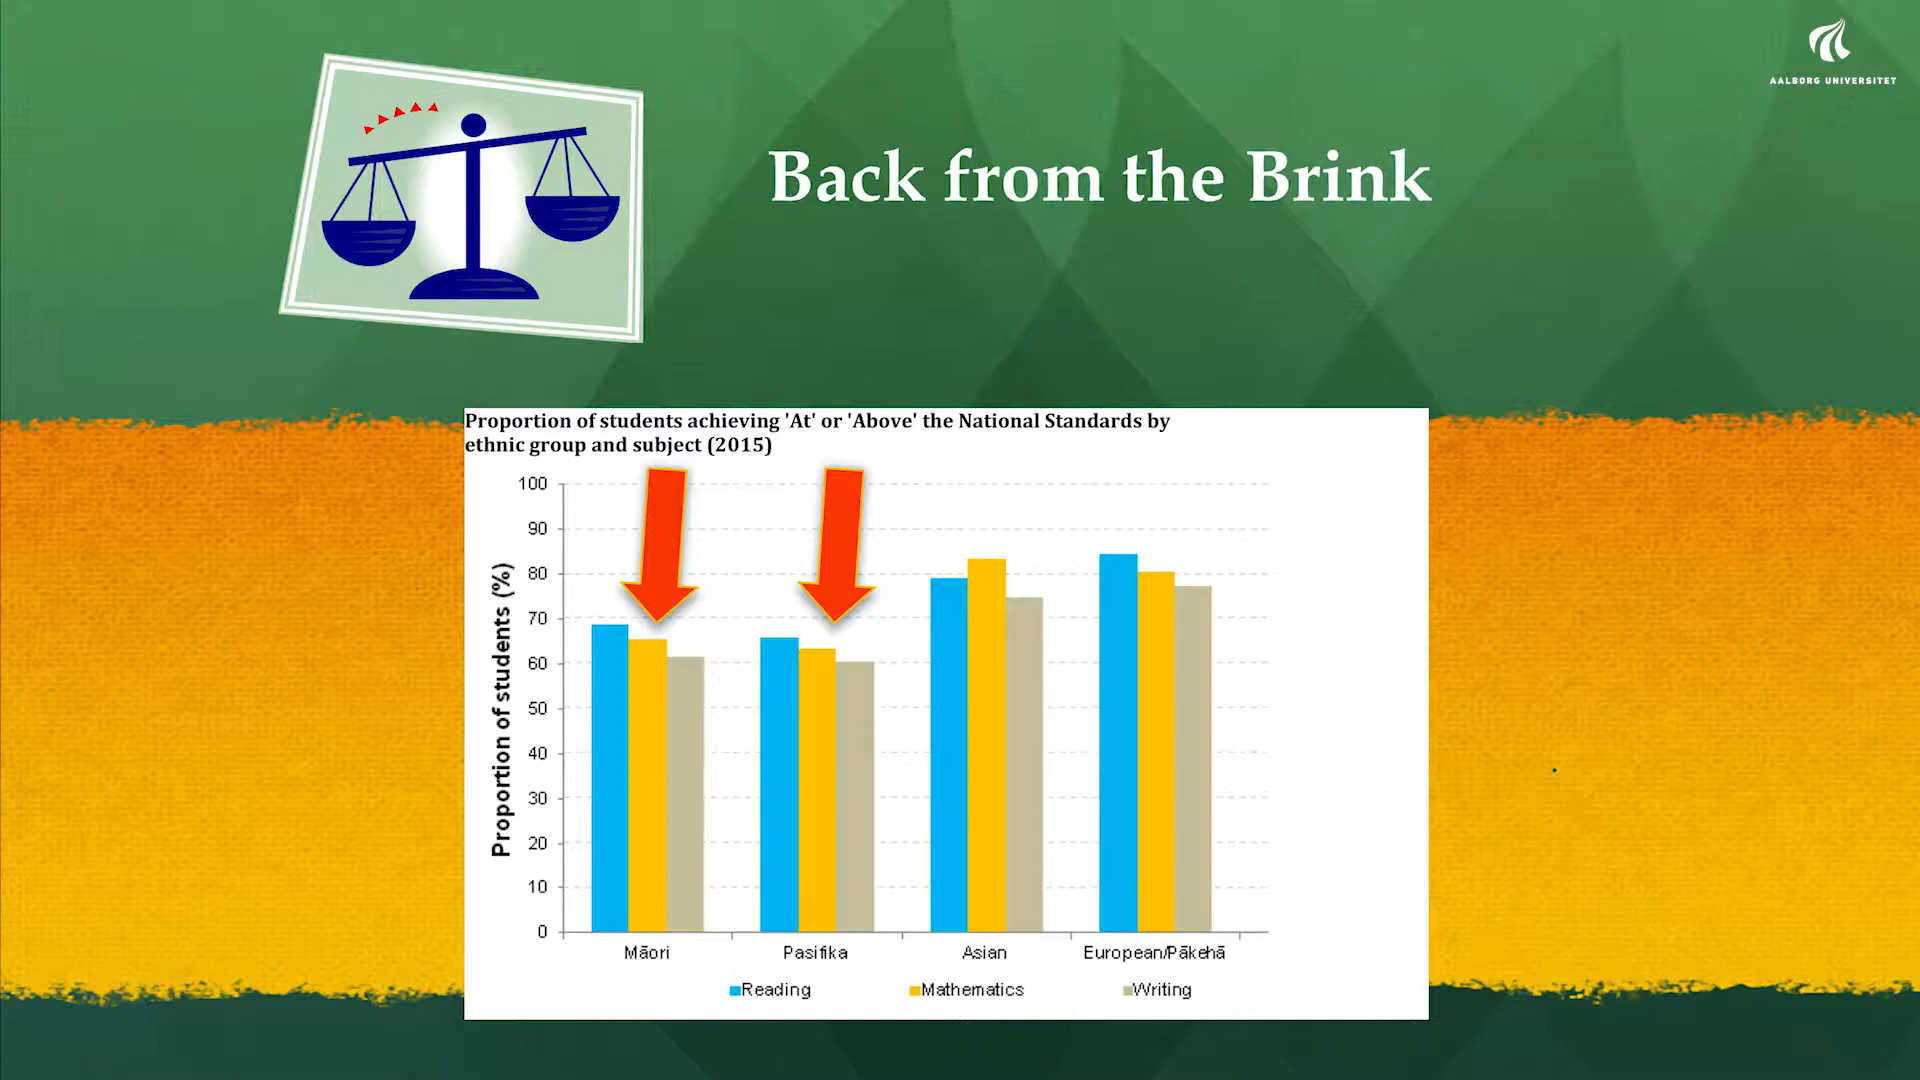 AALBORG UNIVERSITET
Back from the Brink
Proportion of students achieving 'At' or 'Above' the National Standards by
ethnic group and subject (2015)
Proportion of students (%)
100
90
80
70
60
50
40
30
20
10
0
Māori Pasifika Asian European/Pākehā
Reading Mathematics Writing